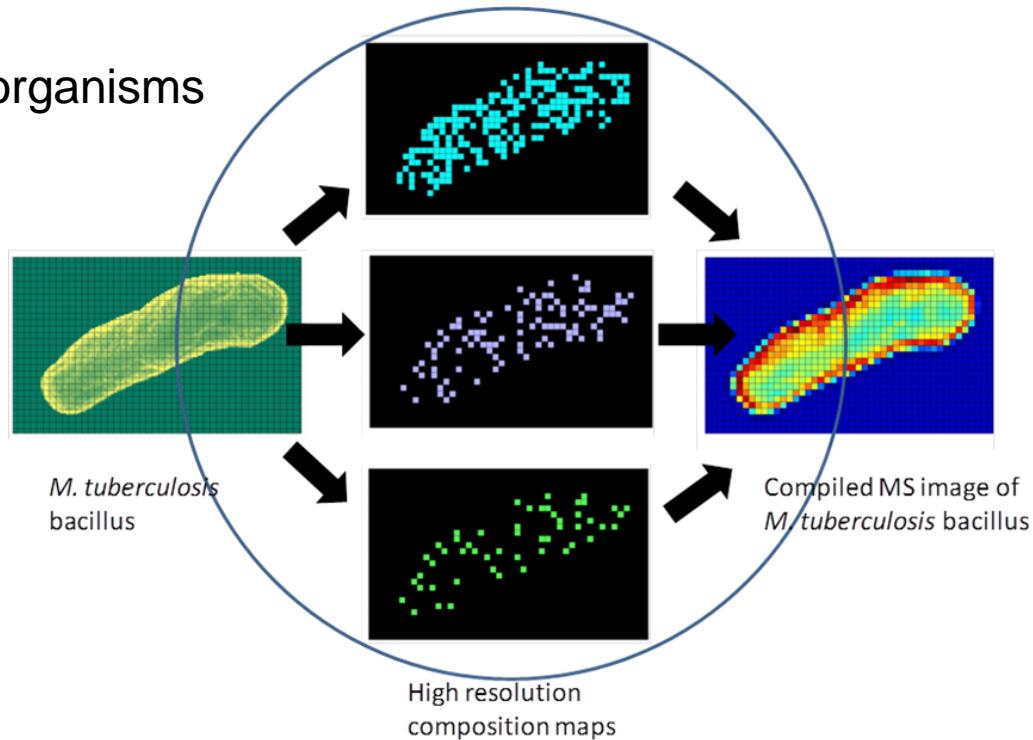 organisms
M. tuberculosis
bacillus
Compiled MS image of
M. tuberculosis bacillus
High resolution
composition maps